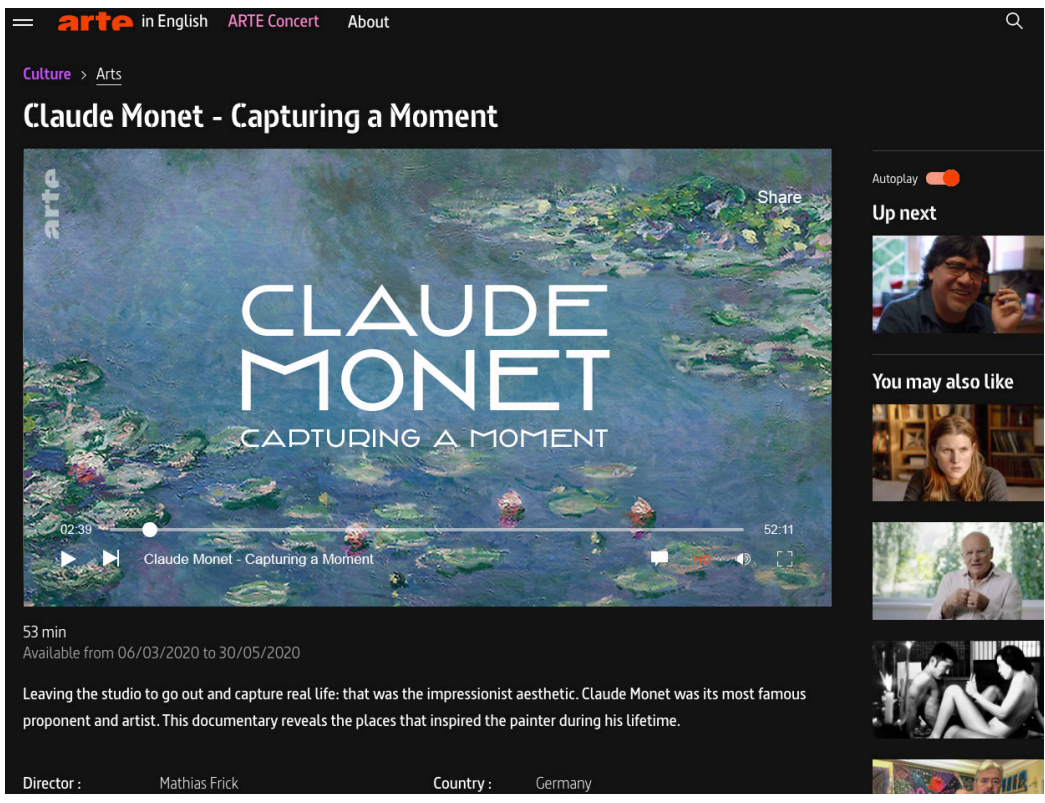 arte in English ARTE Concert About
Culture > Arts
Claude Monet - Capturing a Moment
arte
Share
CLAUDE
MONET
CAPTURING A MOMENT
02:39 52:11
Claude Monet - Capturing a Moment HD
53 min
Available from 06/03/2020 to 30/05/2020
Leaving the studio to go out and capture real life: that was the impressionist aesthetic. Claude Monet was its most famous
proponent and artist. This documentary reveals the places that inspired the painter during his lifetime.
Director : Mathias Frick Country : Germany
Autoplay
Up next
You may also like